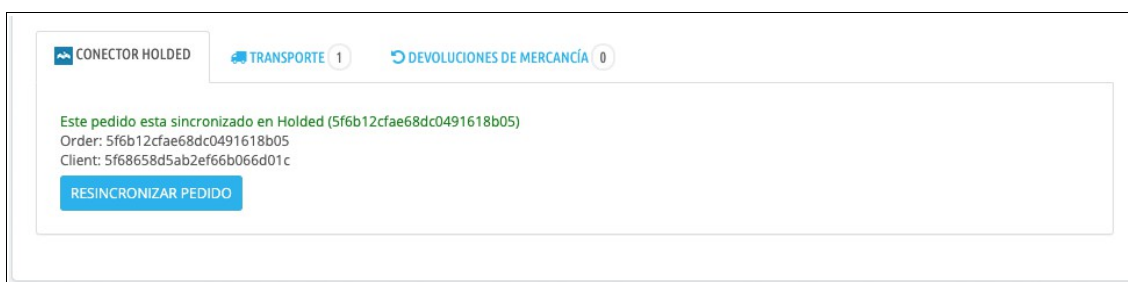 CONECTOR HOLDED TRANSPORTE 1 DEVOLUCIONES DE MERCANCÍA 0
Este pedido esta sincronizado en Holded (5f6b12cfae68dc0491618b05)
Order: 5f6b12cfae68dc0491618b05
Client: 5f68658d5ab2ef66b066d01c
RESINCRONIZAR PEDIDO